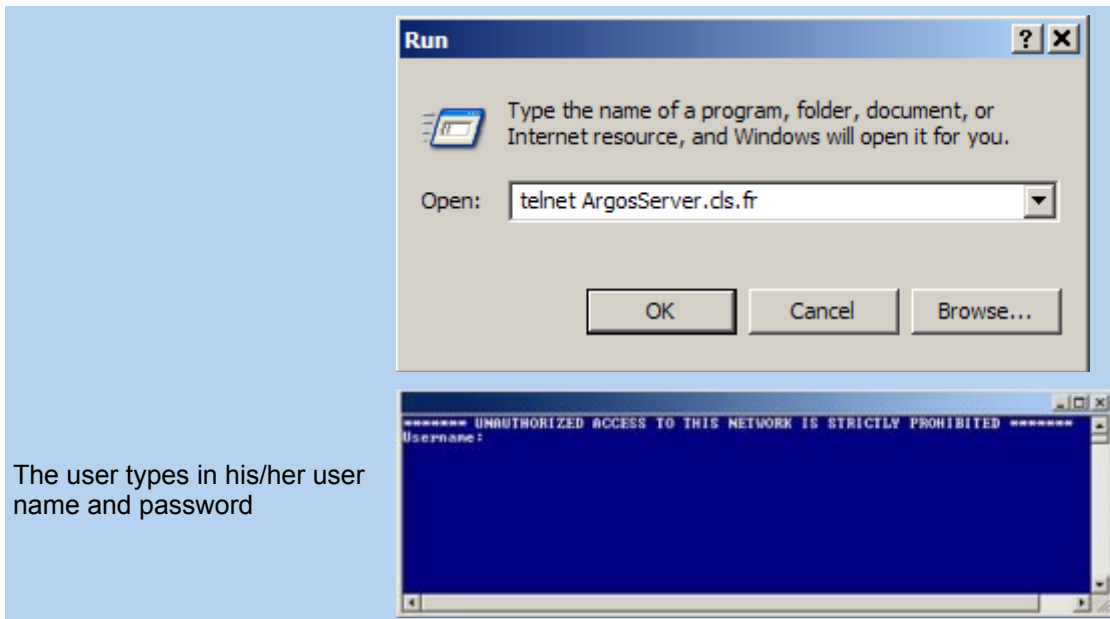 Run
Type the name of a program, folder, document, or
Internet resource, and Windows will open it for you.
Open: telnet ArgosServer.cls.fr
OK Cancel Browse...
******* UNAUTHORIZED ACCESS TO THIS NETWORK IS STRICTLY PROHIBITED *******
Username:
The user types in his/her user
name and password